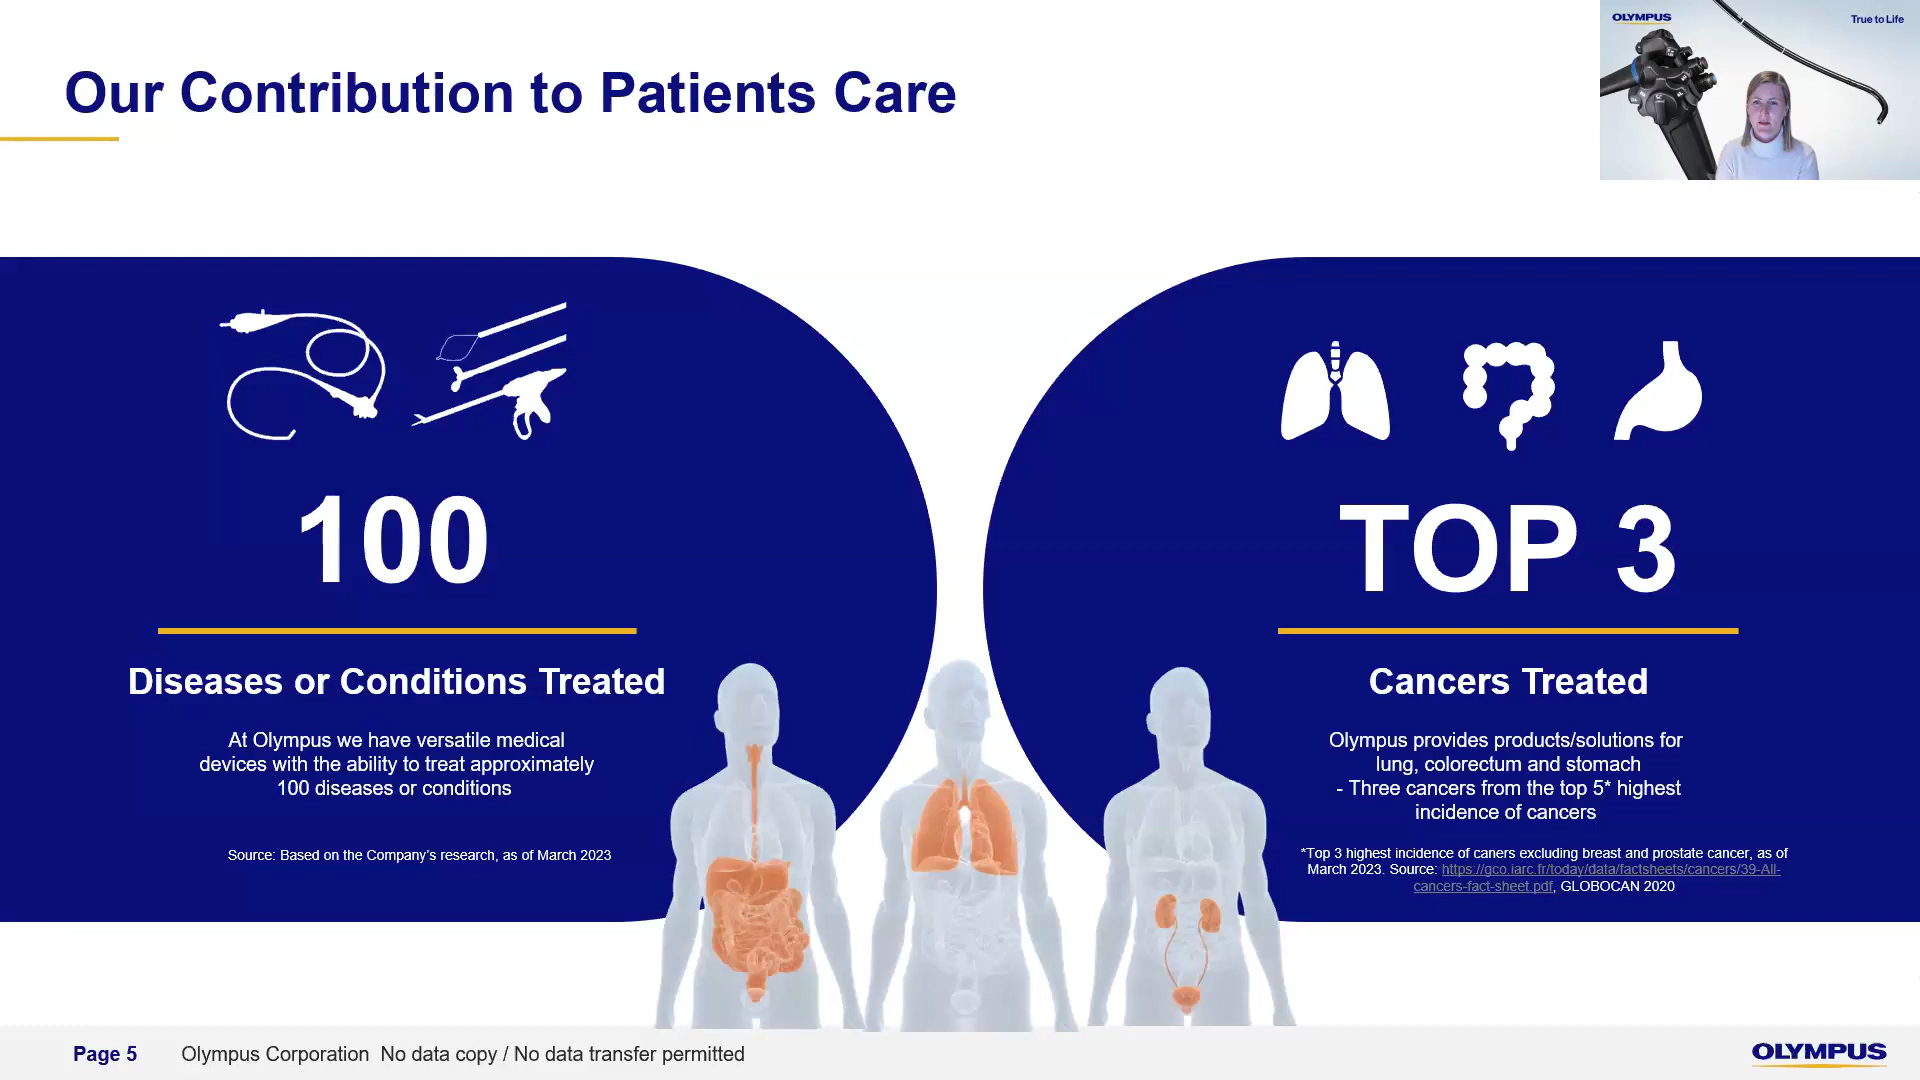 Our Contribution to Patients Care
OLYMPUS
True to Life
100
Diseases or Conditions Treated
At Olympus we have versatile medical
devices with the ability to treat approximately
100 diseases or conditions
Source: Based on the Company's research, as of March 2023
TOP 3
Cancers Treated
Olympus provides products/solutions for
lung, colorectum and stomach
- Three cancers from the top 5* highest
incidence of cancers
*Top 3 highest incidence of caners excluding breast and prostate cancer, as of
March 2023. Source: https://gco.iarc.fr/today/data/factsheets/cancers/39-All-
cancers-fact-sheet.pdf, GLOBOCAN 2020
Page 5
Olympus Corporation No data copy / No data transfer permitted
OLYMPUS